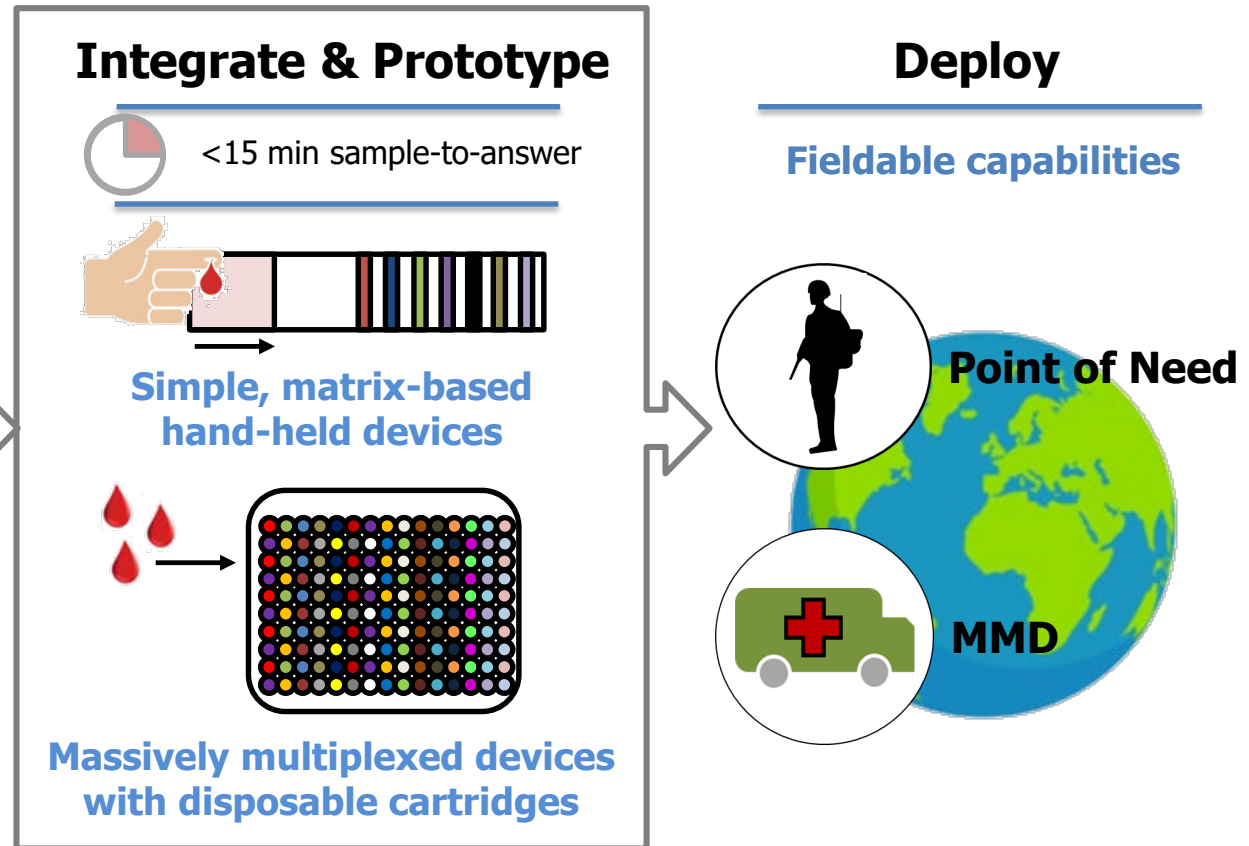 Integrate & Prototype
<15 min sample-to-answer
Simple, matrix-based
hand-held devices
Massively multiplexed devices
with disposable cartridges
Deploy
Fieldable capabilities
Point of Need
MMD